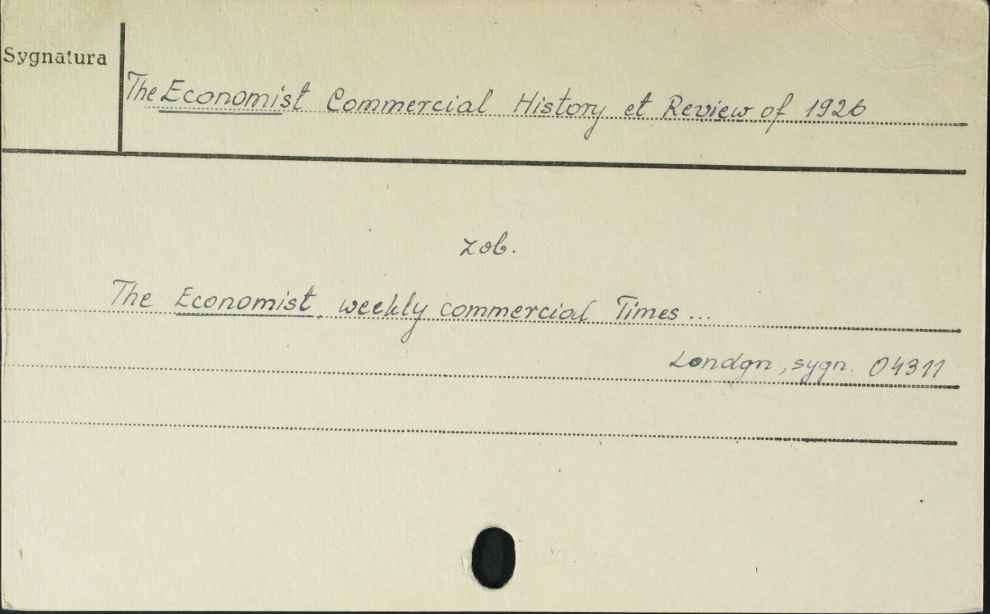 Sygnatura
The Economist Commercial History et Review of 1926
zob.
The Economist, weekly commercial Times...
London, sygn. 04311